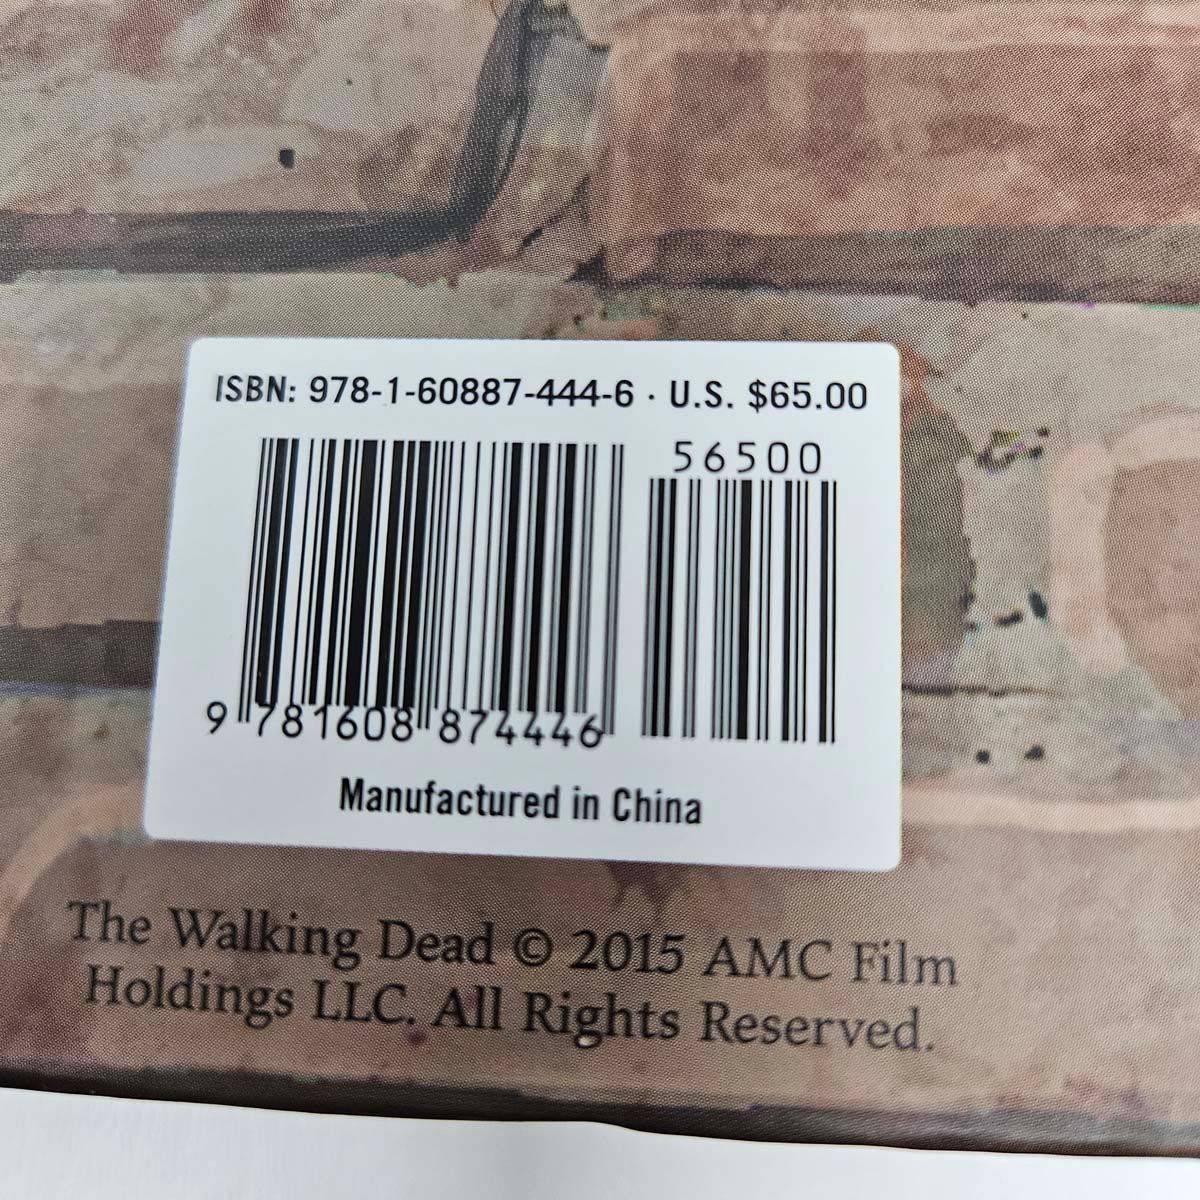 ISBN: 978-1-60887-444-6 · U.S. $65.00
56500
9 781608 874446
Manufactured in China
The Walking Dead © 2015 AMC Film
Holdings LLC. All Rights Reserved.